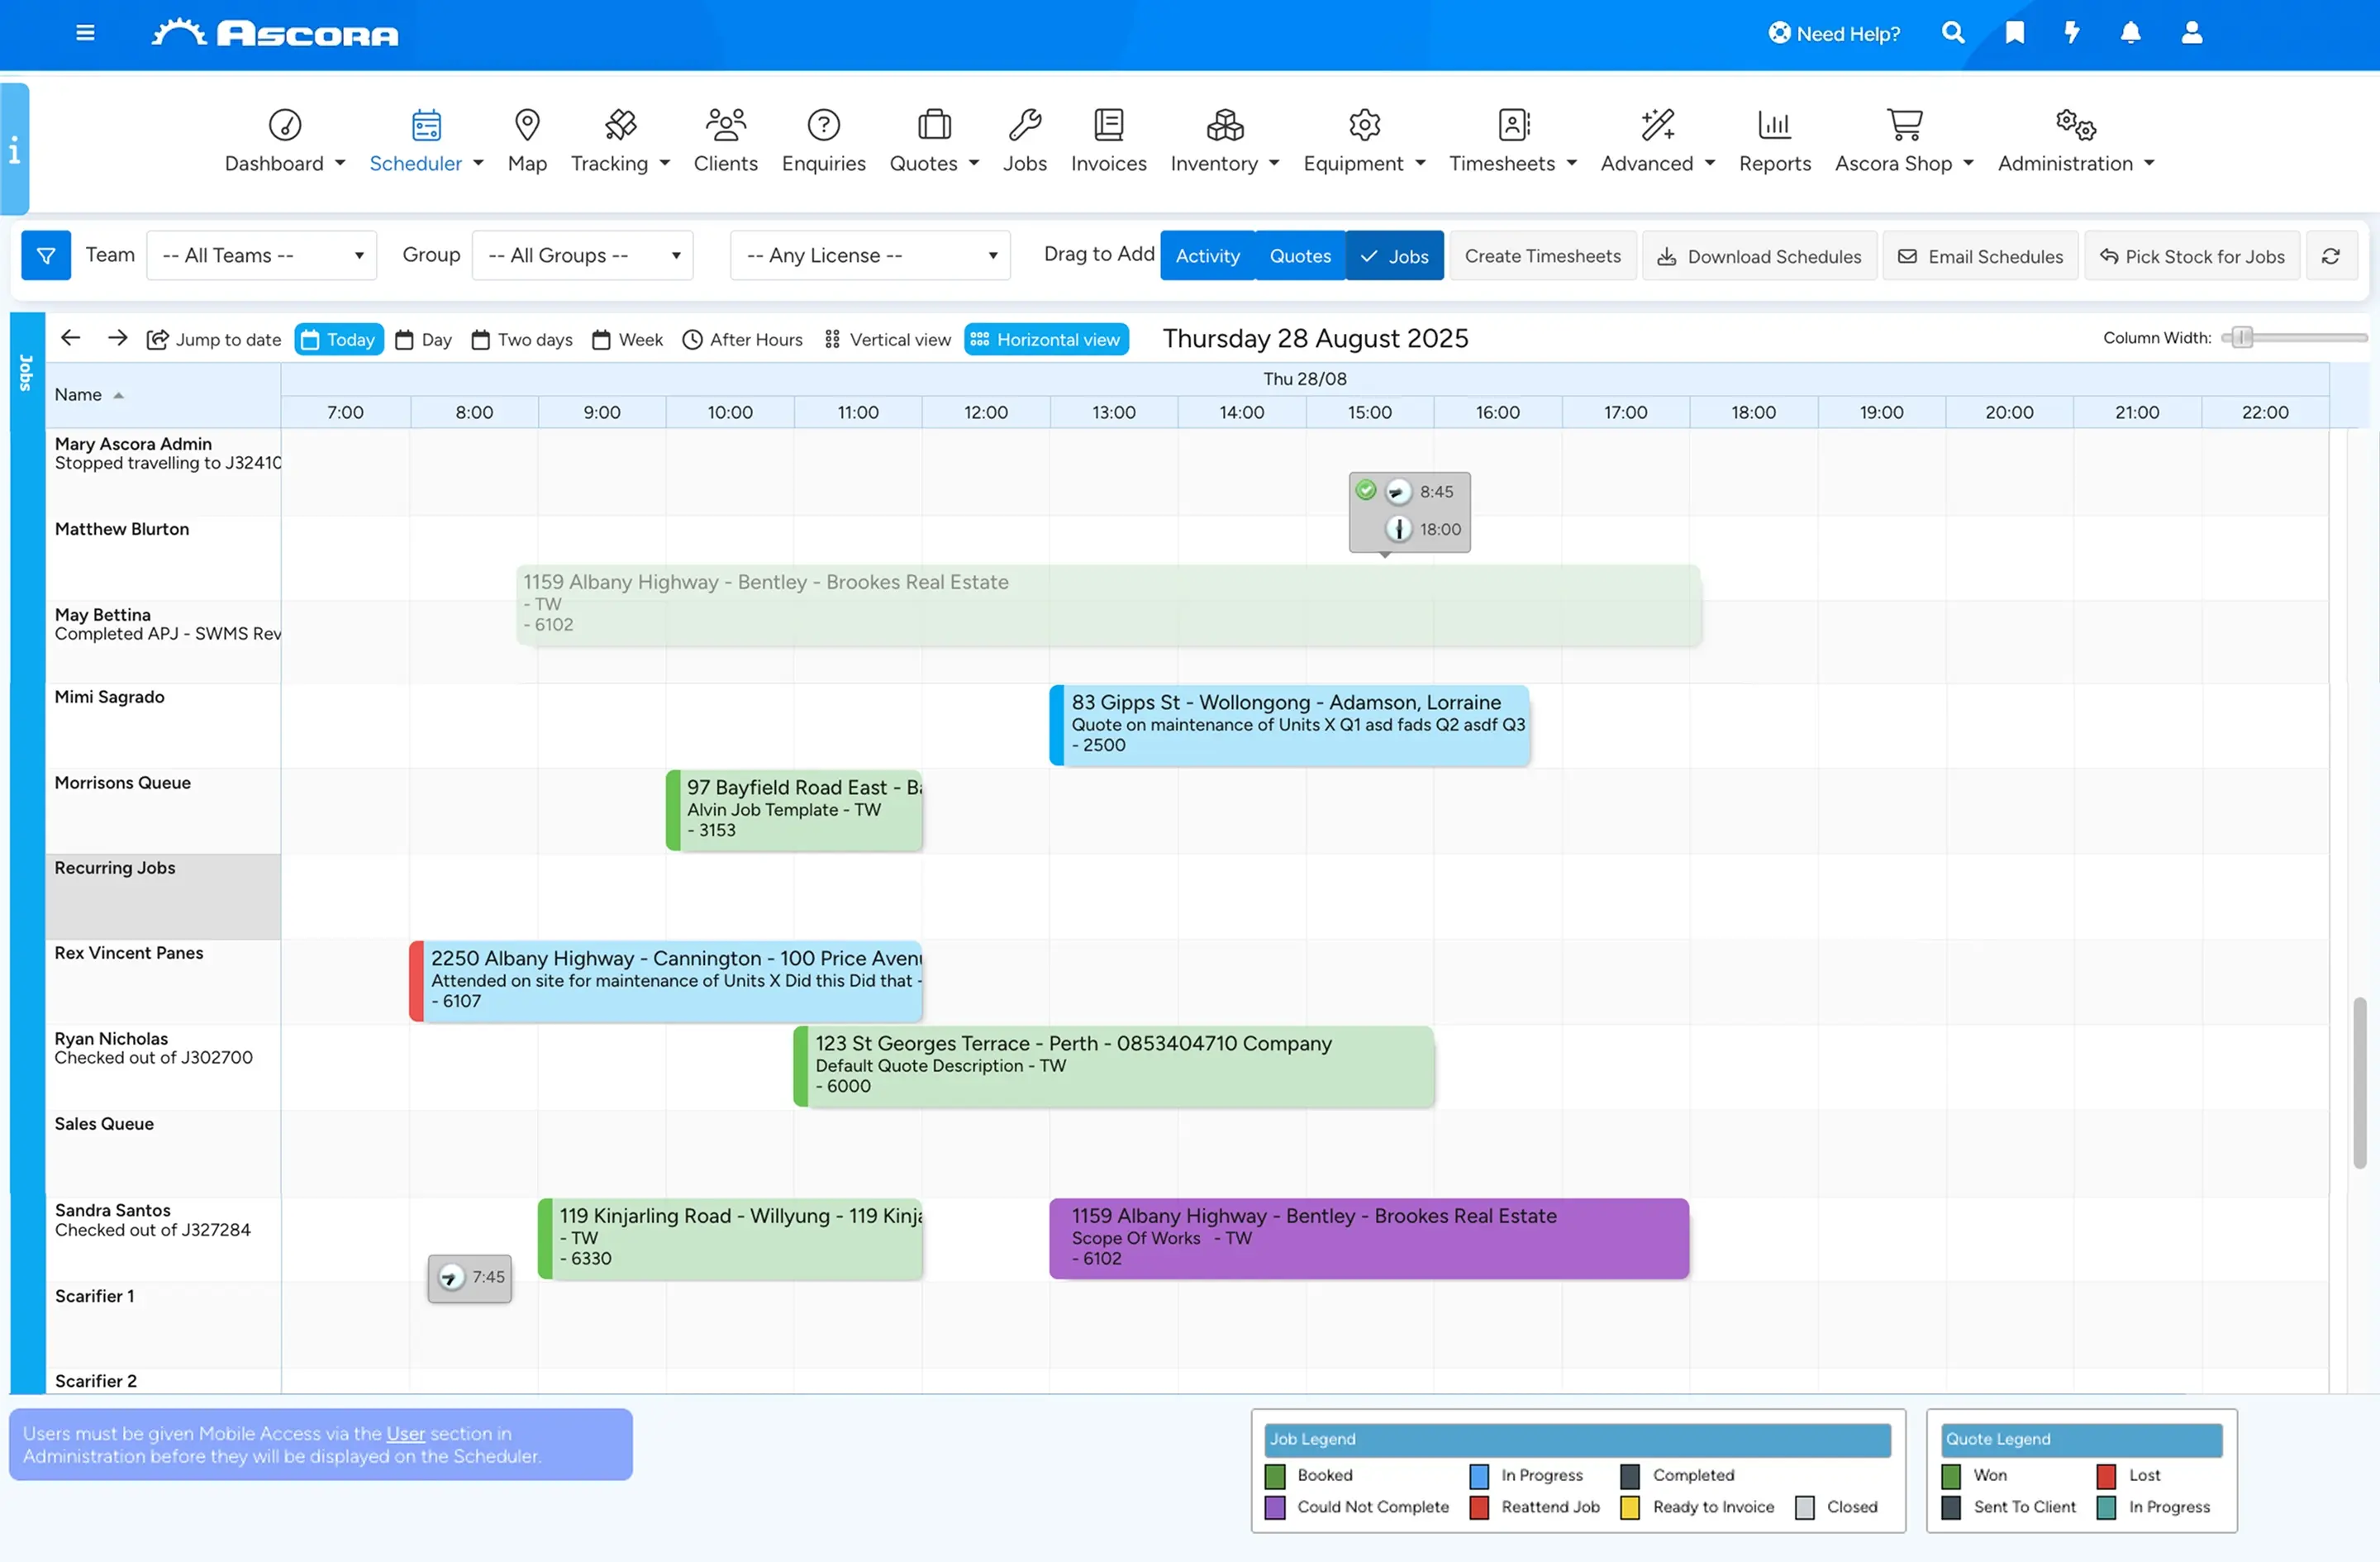 ASCORA
Need Help?
i
Dashboard
Scheduler
Map
Tracking
Clients
Enquiries
Quotes
Jobs
Invoices
Inventory
Equipment
Timesheets
Advanced
Reports
Ascora Shop
Administration
Team
-- All Teams --
Group
-- All Groups --
-- Any License --
Drag to Add
Activity
Quotes
Jobs
Create Timesheets
Download Schedules
Email Schedules
Pick Stock for Jobs
Jobs
Jump to date
Today
Day
Two days
Week
After Hours
Vertical view
Horizontal view
Thursday 28 August 2025
Column Width:
Name
Thu 28/08
7:00
8:00
9:00
10:00
11:00
12:00
13:00
14:00
15:00
16:00
17:00
18:00
19:00
20:00
21:00
22:00
Mary Ascora Admin
Stopped travelling to J32410
8:45
18:00
Matthew Blurton
1159 Albany Highway - Bentley - Brookes Real Estate
- TW
- 6102
May Bettina
Completed APJ - SWMS Rev
Mimi Sagrado
83 Gipps St - Wollongong - Adamson, Lorraine
Quote on maintenance of Units X Q1 asd fads Q2 asdf Q3
- 2500
Morrisons Queue
97 Bayfield Road East - Ba
Alvin Job Template - TW
- 3153
Recurring Jobs
Rex Vincent Panes
2250 Albany Highway - Cannington - 100 Price Aven
Attended on site for maintenance of Units X Did this Did that -
- 6107
Ryan Nicholas
Checked out of J302700
123 St Georges Terrace - Perth - 0853404710 Company
Default Quote Description - TW
- 6000
Sales Queue
Sandra Santos
Checked out of J327284
119 Kinjarling Road - Willyung - 119 Kinja
- TW
- 6330
1159 Albany Highway - Bentley - Brookes Real Estate
Scope Of Works - TW
- 6102
7:45
Scarifier 1
Scarifier 2
Users must be given Mobile Access via the User section in
Administration before they will be displayed on the Scheduler.
Job Legend
Booked
In Progress
Completed
Could Not Complete
Reattend Job
Ready to Invoice
Closed
Quote Legend
Won
Lost
Sent To Client
In Progress